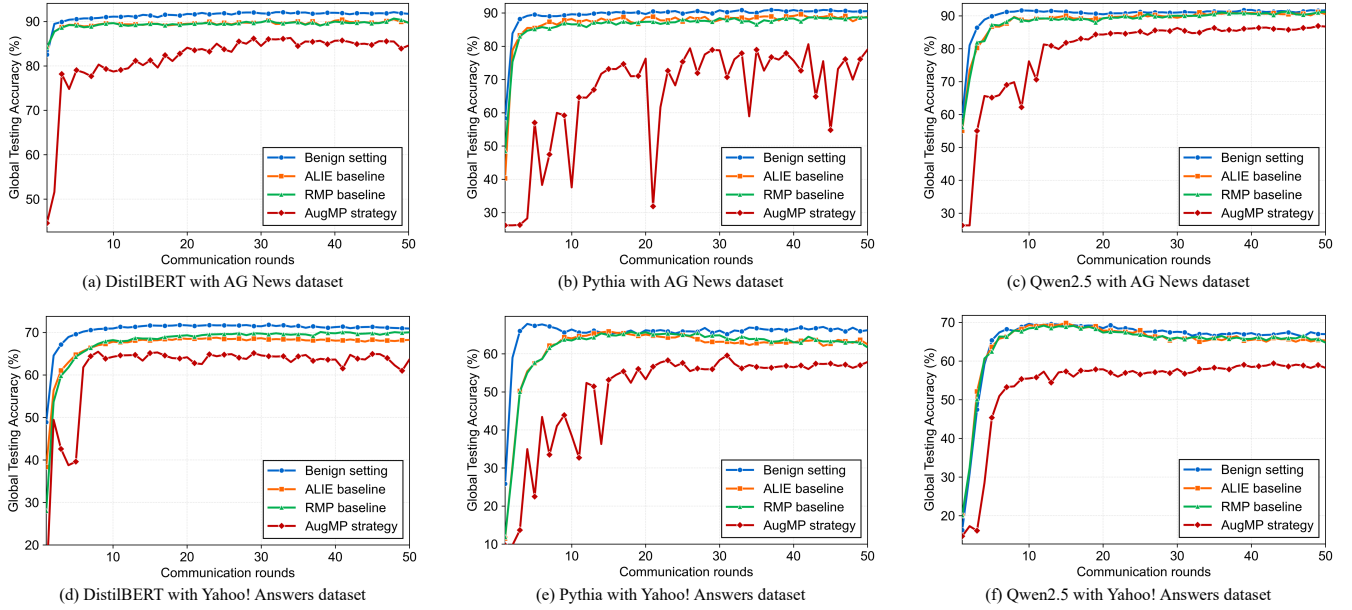 Global Testing Accuracy (%)
90
80
70
60
50
Benign setting
ALIE baseline
RMP baseline
AugMP strategy
10 20 30 40 50
Communication rounds
(a) DistilBERT with AG News dataset
Global Testing Accuracy (%)
90
80
70
60
50
40
30
Benign setting
ALIE baseline
RMP baseline
AugMP strategy
10 20 30 40 50
Communication rounds
(b) Pythia with AG News dataset
Global Testing Accuracy (%)
90
80
70
60
50
40
30
Benign setting
ALIE baseline
RMP baseline
AugMP strategy
10 20 30 40 50
Communication rounds
(c) Qwen2.5 with AG News dataset
Global Testing Accuracy (%)
70
60
50
40
30
20
Benign setting
ALIE baseline
RMP baseline
AugMP strategy
10 20 30 40 50
Communication rounds
(d) DistilBERT with Yahoo! Answers dataset
Global Testing Accuracy (%)
60
50
40
30
20
10
Benign setting
ALIE baseline
RMP baseline
AugMP strategy
10 20 30 40 50
Communication rounds
(e) Pythia with Yahoo! Answers dataset
Global Testing Accuracy (%)
70
60
50
40
30
20
Benign setting
ALIE baseline
RMP baseline
AugMP strategy
10 20 30 40 50
Communication rounds
(f) Qwen2.5 with Yahoo! Answers dataset